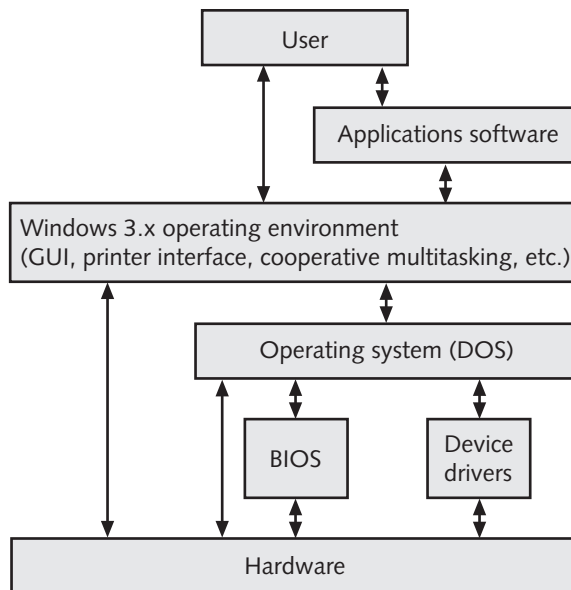 User
Applications software
Windows 3.x operating environment
(GUI, printer interface, cooperative multitasking, etc.)
Operating system (DOS)
BIOS
Device
drivers
Hardware